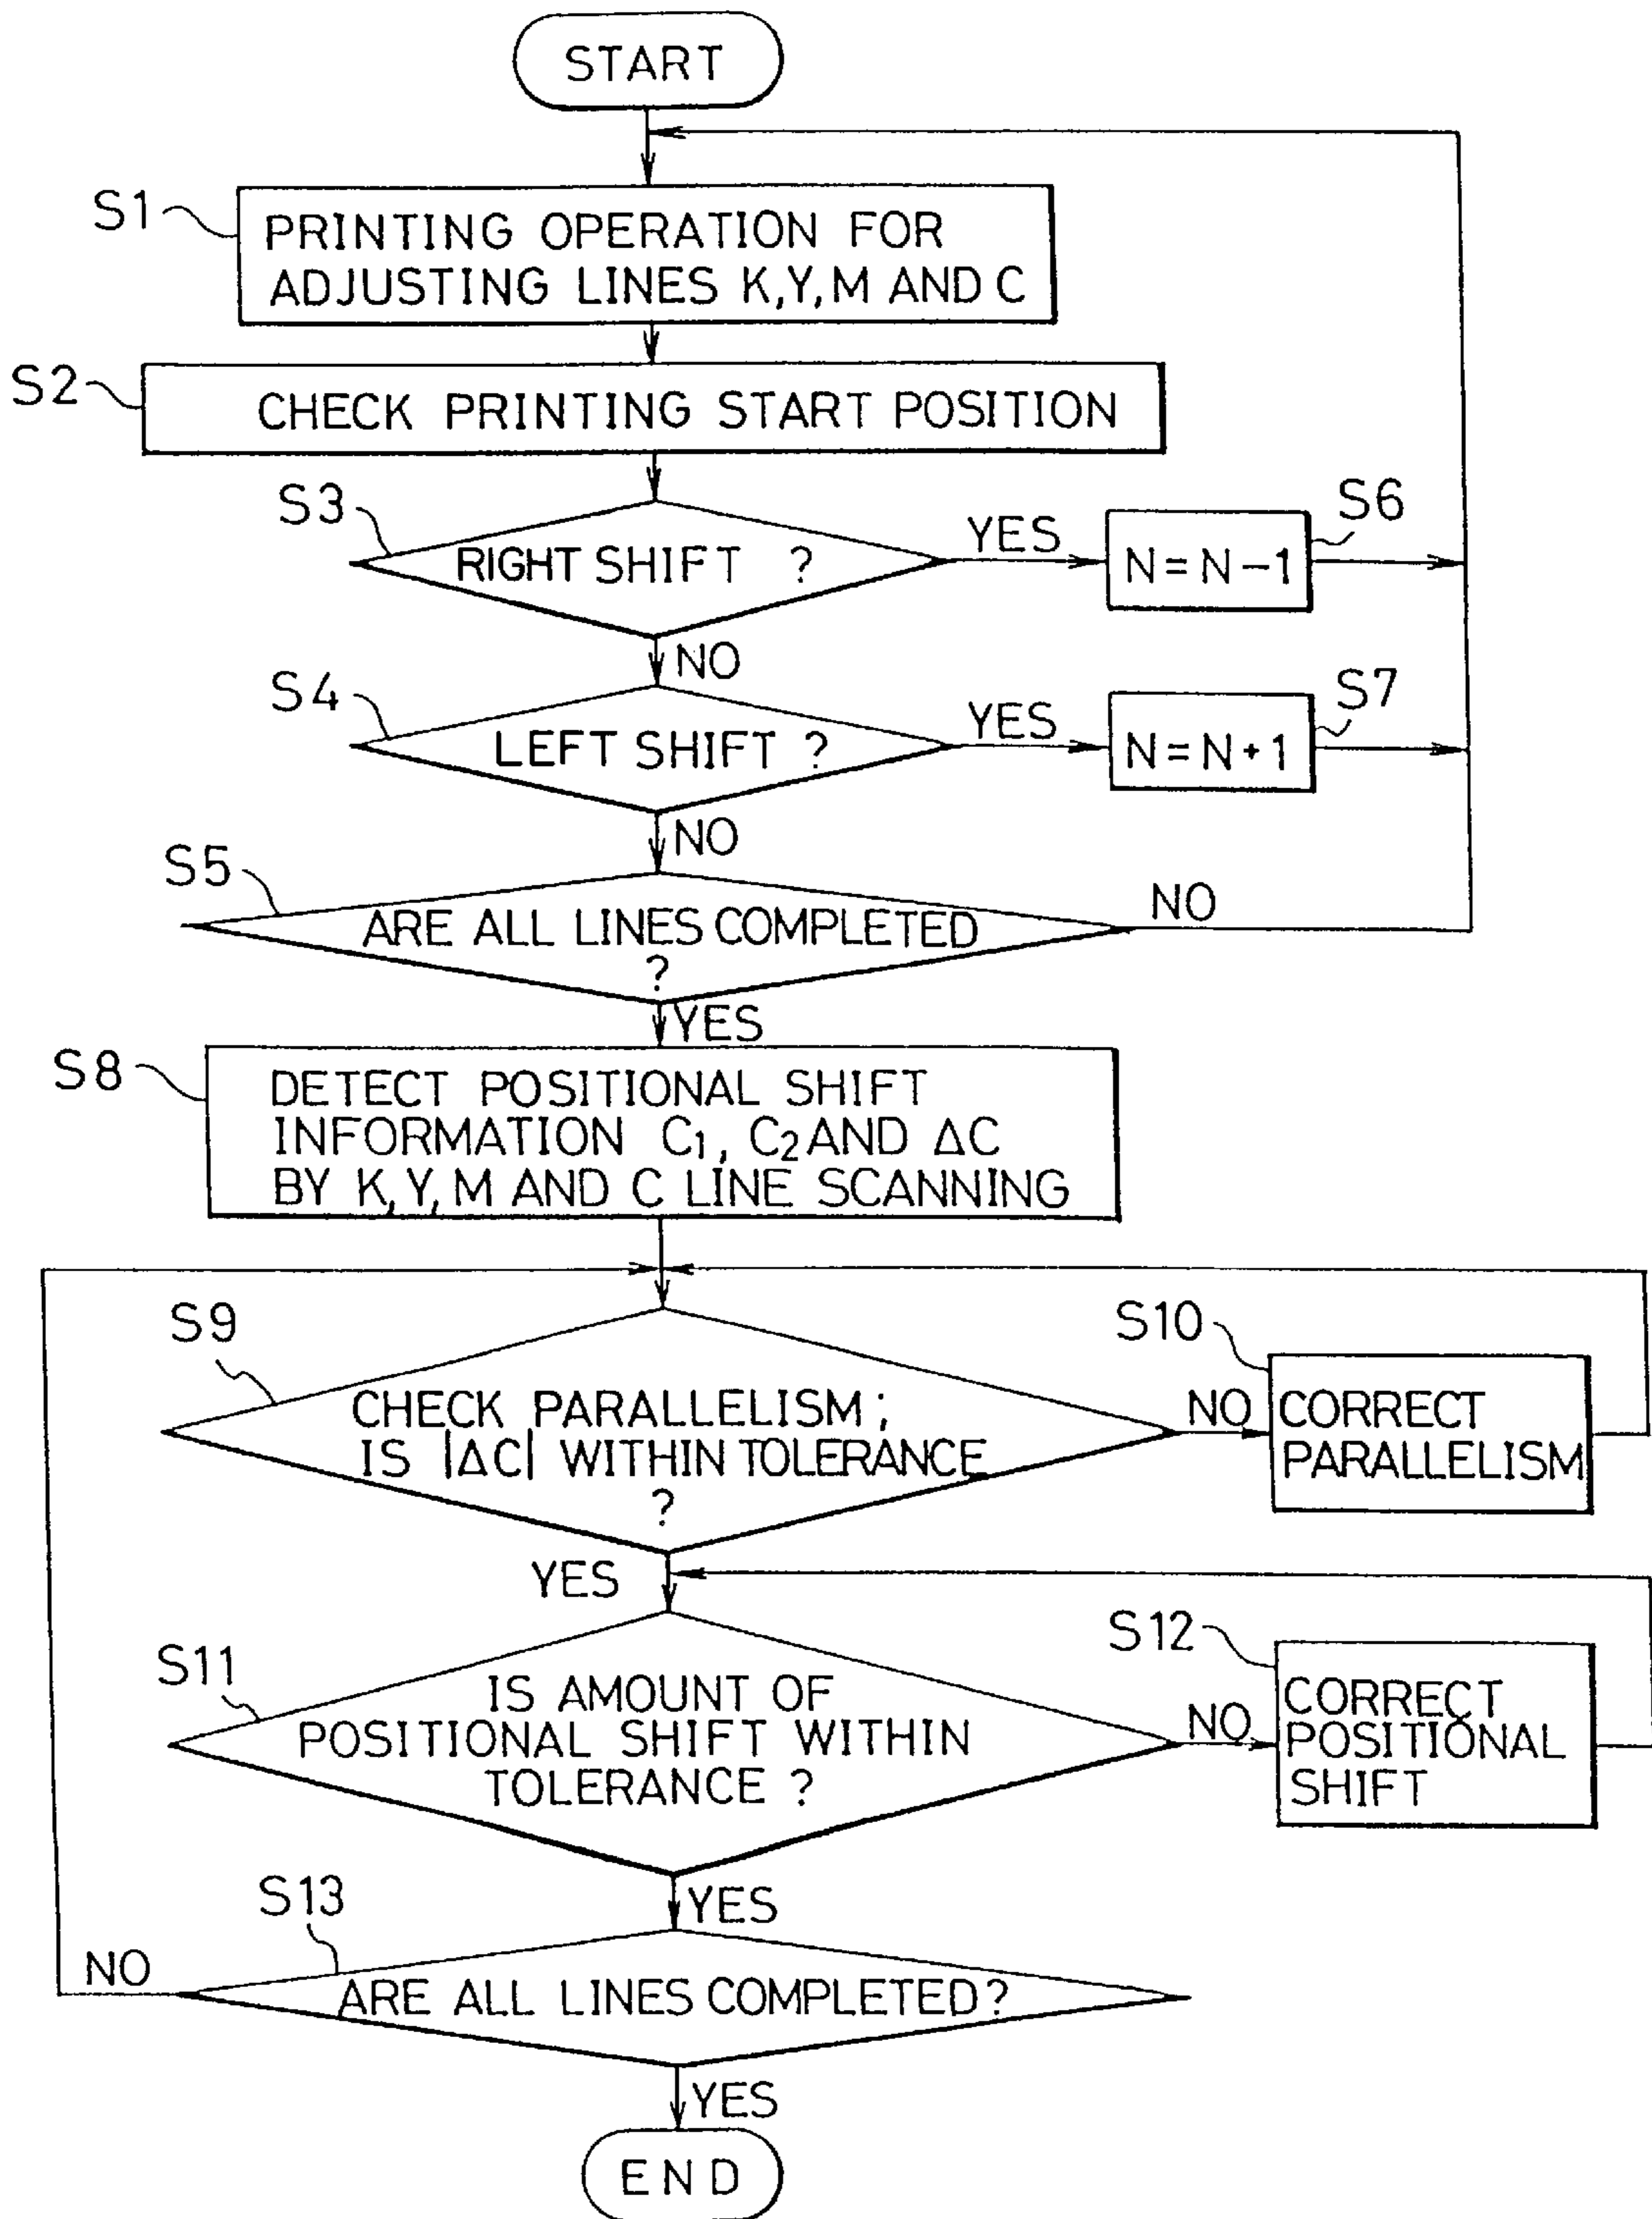 START
S1
PRINTING OPERATION FOR
ADJUSTING LINES K,Y,M AND C
S2
CHECK PRINTING START POSITION
S3
RIGHT SHIFT ?
YES
N=N-1
S6
NO
S4
LEFT SHIFT ?
YES
N=N+1
S7
NO
S5
ARE ALL LINES COMPLETED
?
NO
YES
S8
DETECT POSITIONAL SHIFT
INFORMATION C₁, C₂ AND ΔC
BY K,Y,M AND C LINE SCANNING
S9
CHECK PARALLELISM;
IS |ΔC| WITHIN TOLERANCE
?
NO
S10
CORRECT
PARALLELISM
YES
S11
IS AMOUNT OF
POSITIONAL SHIFT WITHIN
TOLERANCE ?
NO
S12
CORRECT
POSITIONAL
SHIFT
YES
S13
NO
ARE ALL LINES COMPLETED?
YES
END